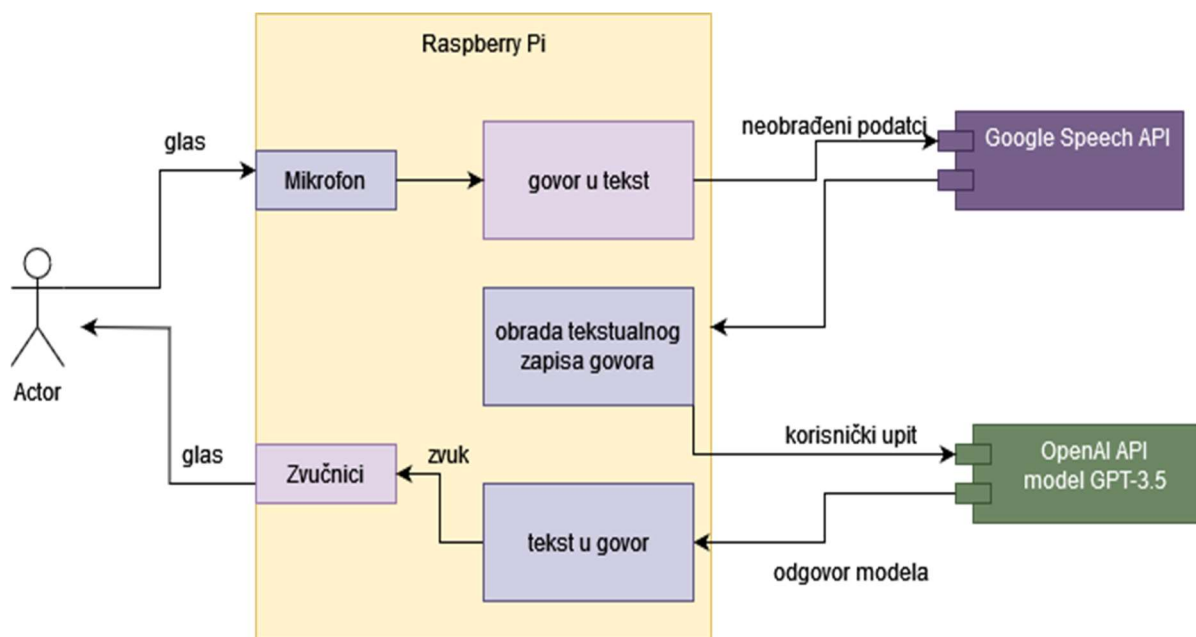 Raspberry Pi
glas
Mikrofon
govor u tekst
neobrađeni podatci
Google Speech API
Actor
obrada tekstualnog
zapisa govora
korisnički upit
OpenAI API
model GPT-3.5
glas
Zvučnici
zvuk
tekst u govor
odgovor modela